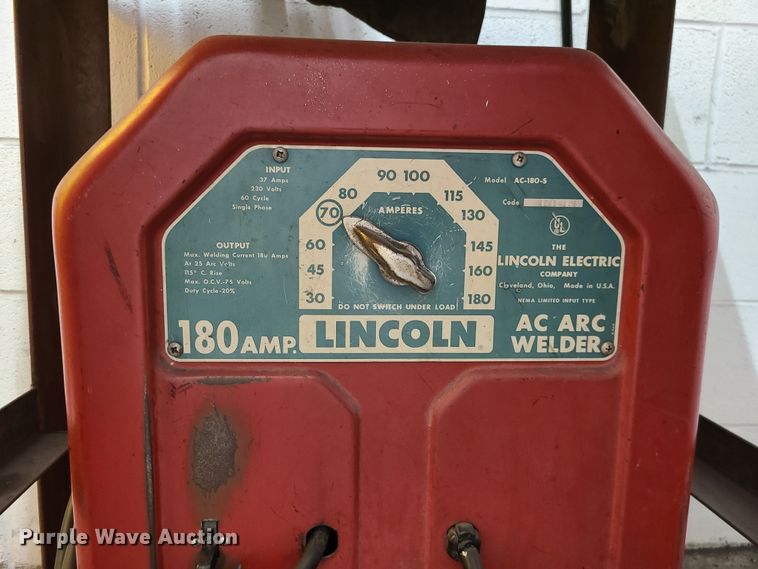 INPUT
37 Amps
230 Volts
60 Cycle
Single Phase
OUTPUT
Max. Welding Current 180 Amp
At 25 Arc Volts
115° C. Rise
Max. O.C.V.-75 Volts
Duty Cycle-20%
180 AMP.
90 100
80 115
70 AMPERES 130
60 145
45 160
30 180
DO NOT SWITCH UNDER LOAD
LINCOLN
Model AC-180-S
Code
UL
THE
LINCOLN ELECTRIC
COMPANY
Cleveland, Ohio, Made in U.S.A.
NEMA LIMITED INPUT TYPE
AC ARC
WELDER
Purple Wave Auction